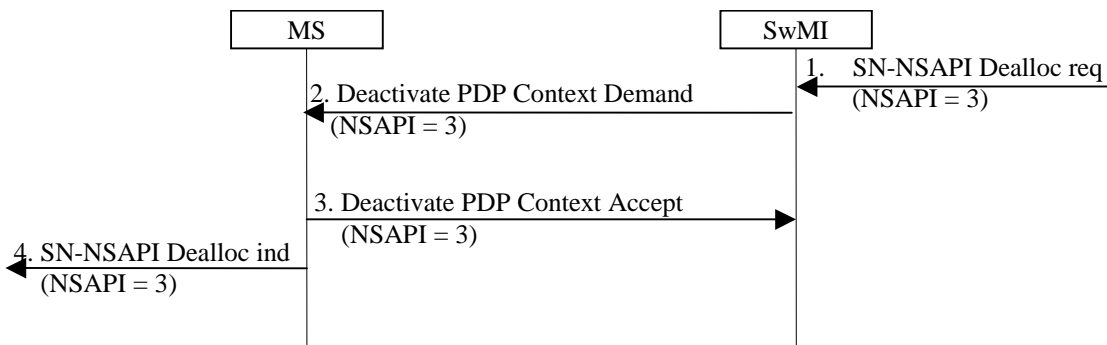 MS
SwMI
1. SN-NSAPI Dealloc req
(NSAPI = 3)
2. Deactivate PDP Context Demand
(NSAPI = 3)
3. Deactivate PDP Context Accept
(NSAPI = 3)
4. SN-NSAPI Dealloc ind
(NSAPI = 3)